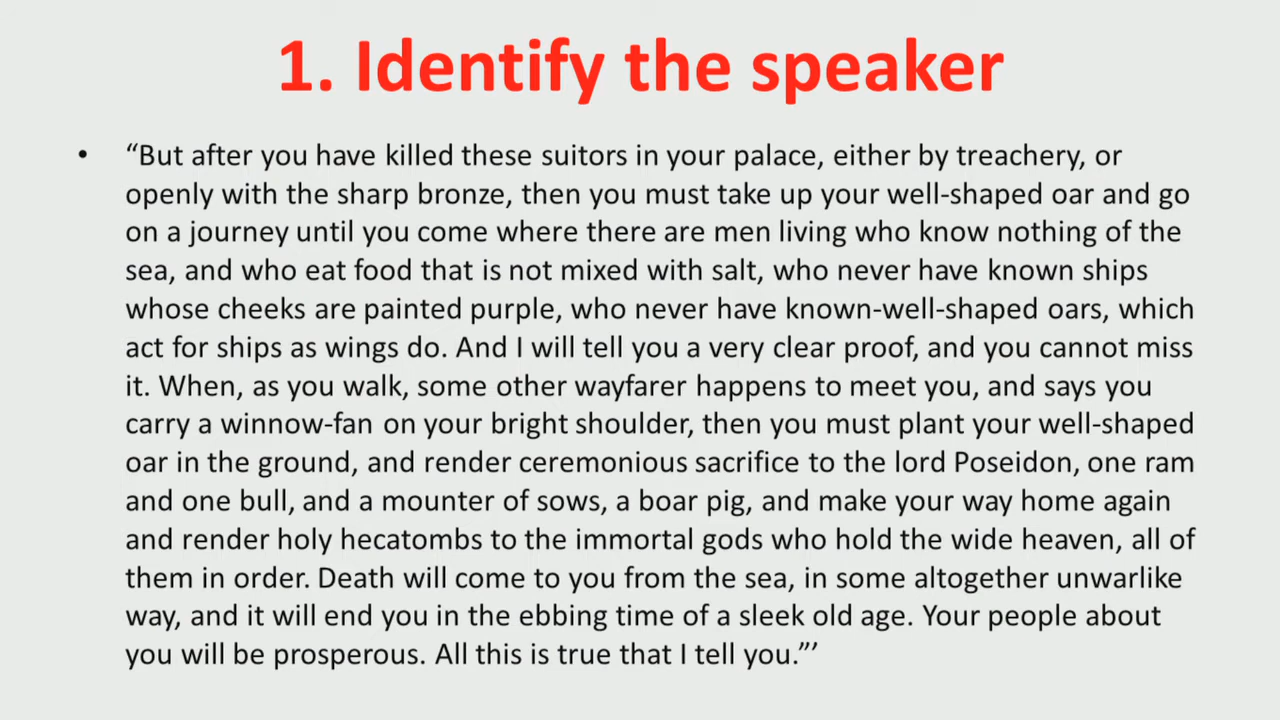 1. Identify the speaker
• “But after you have killed these suitors in your palace, either by treachery, or
openly with the sharp bronze, then you must take up your well-shaped oar and go
on a journey until you come where there are men living who know nothing of the
sea, and who eat food that is not mixed with salt, who never have known ships
whose cheeks are painted purple, who never have known-well-shaped oars, which
act for ships as wings do. And I will tell you a very clear proof, and you cannot miss
it. When, as you walk, some other wayfarer happens to meet you, and says you
carry a winnow-fan on your bright shoulder, then you must plant your well-shaped
oar in the ground, and render ceremonious sacrifice to the lord Poseidon, one ram
and one bull, and a mounter of sows, a boar pig, and make your way home again
and render holy hecatombs to the immortal gods who hold the wide heaven, all of
them in order. Death will come to you from the sea, in some altogether unwarlike
way, and it will end you in the ebbing time of a sleek old age. Your people about
you will be prosperous. All this is true that I tell you.”’